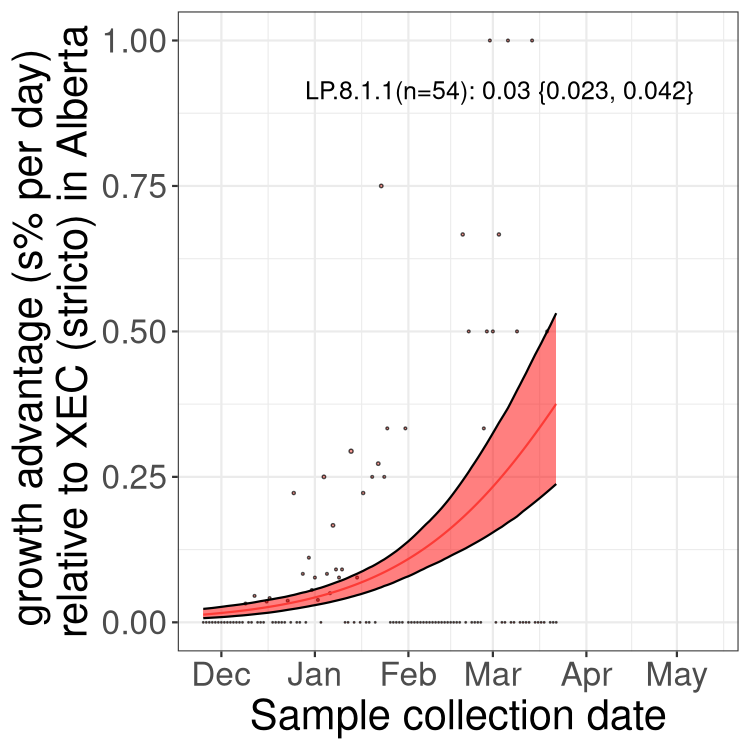 growth advantage (s% per day)
relative to XEC (stricto) in Alberta
1.00
0.75
0.50
0.25
0.00
LP.8.1.1(n=54): 0.03 {0.023, 0.042}
Dec Jan Feb Mar Apr May
Sample collection date